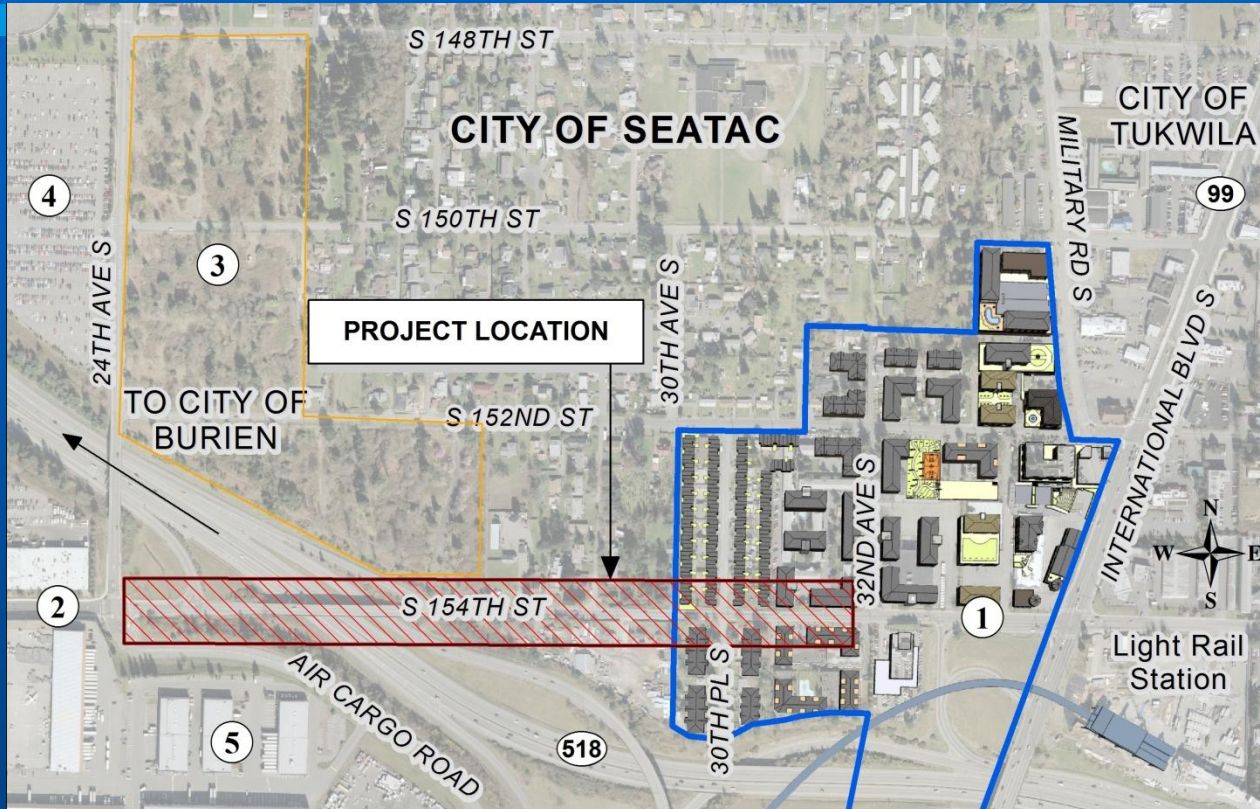 S 148TH ST
CITY OF SEATAC
CITY OF
TUKWILA
MILITARY RD S
99
4
S 150TH ST
3
24TH AVE S
30TH AVE S
PROJECT LOCATION
INTERNATIONAL BLVD S
TO CITY OF
BURIEN
S 152ND ST
32ND AVE S
N
W
E
S
2
S 154TH ST
1
Light Rail
Station
AIR CARGO ROAD
30TH PL S
5
518